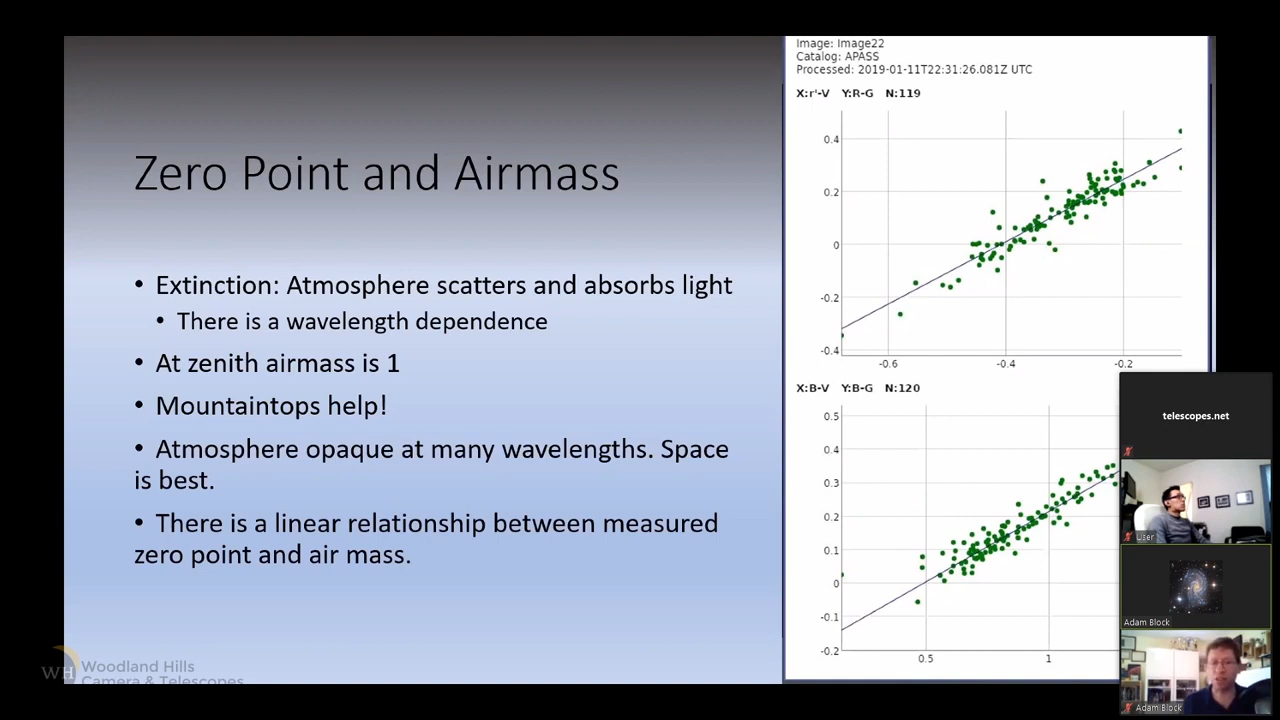 Image: Image22
Catalog: APASS
Processed: 2019-01-11T22:31:26.081Z UTC
Zero Point and Airmass
• Extinction: Atmosphere scatters and absorbs light
• There is a wavelength dependence
• At zenith airmass is 1
• Mountaintops help!
• Atmosphere opaque at many wavelengths. Space
is best.
• There is a linear relationship between measured
zero point and air mass.
X:r'-V Y:R-G N:119
0.4
0.2
0
-0.2
-0.4
-0.6 -0.4 -0.2
X:B-V Y:B-G N:120
0.5
0.4
0.3
0.2
0.1
0
-0.1
-0.2
0.5 1
telescopes.net
User
Adam Block
Adam Block
WH
Woodland Hills
Camera & Telescopes